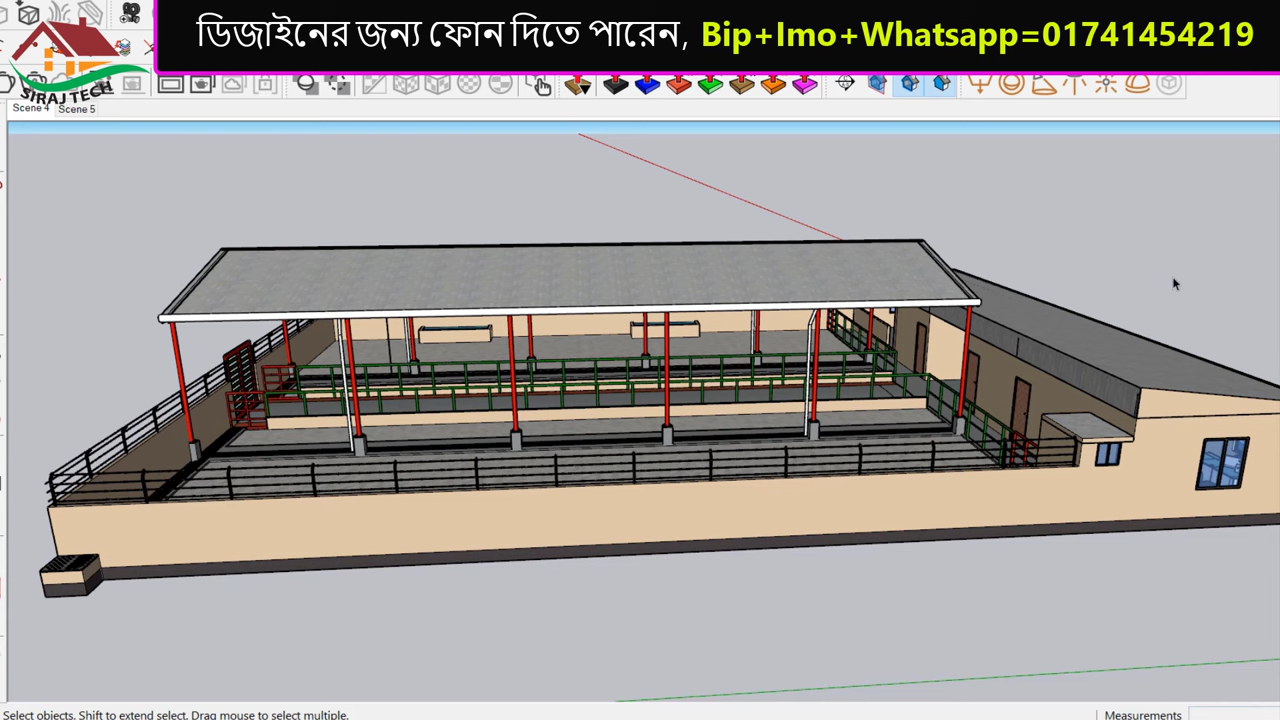 ডিজাইনের জন্য ফোন দিতে পারেন, Bip+Imo+Whatsapp=01741454219
SIRAJ TECH
Scene 4 Scene 5
Select objects. Shift to extend select. Drag mouse to select multiple.
Measurements